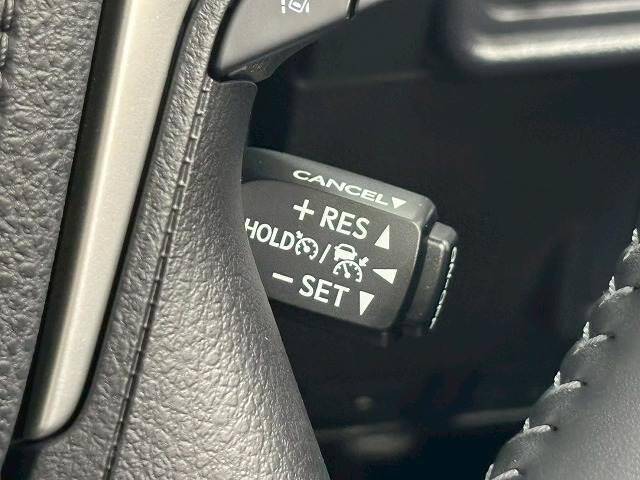 CANCEL▼
+RES▲
HOLD / ◀
−SET▼